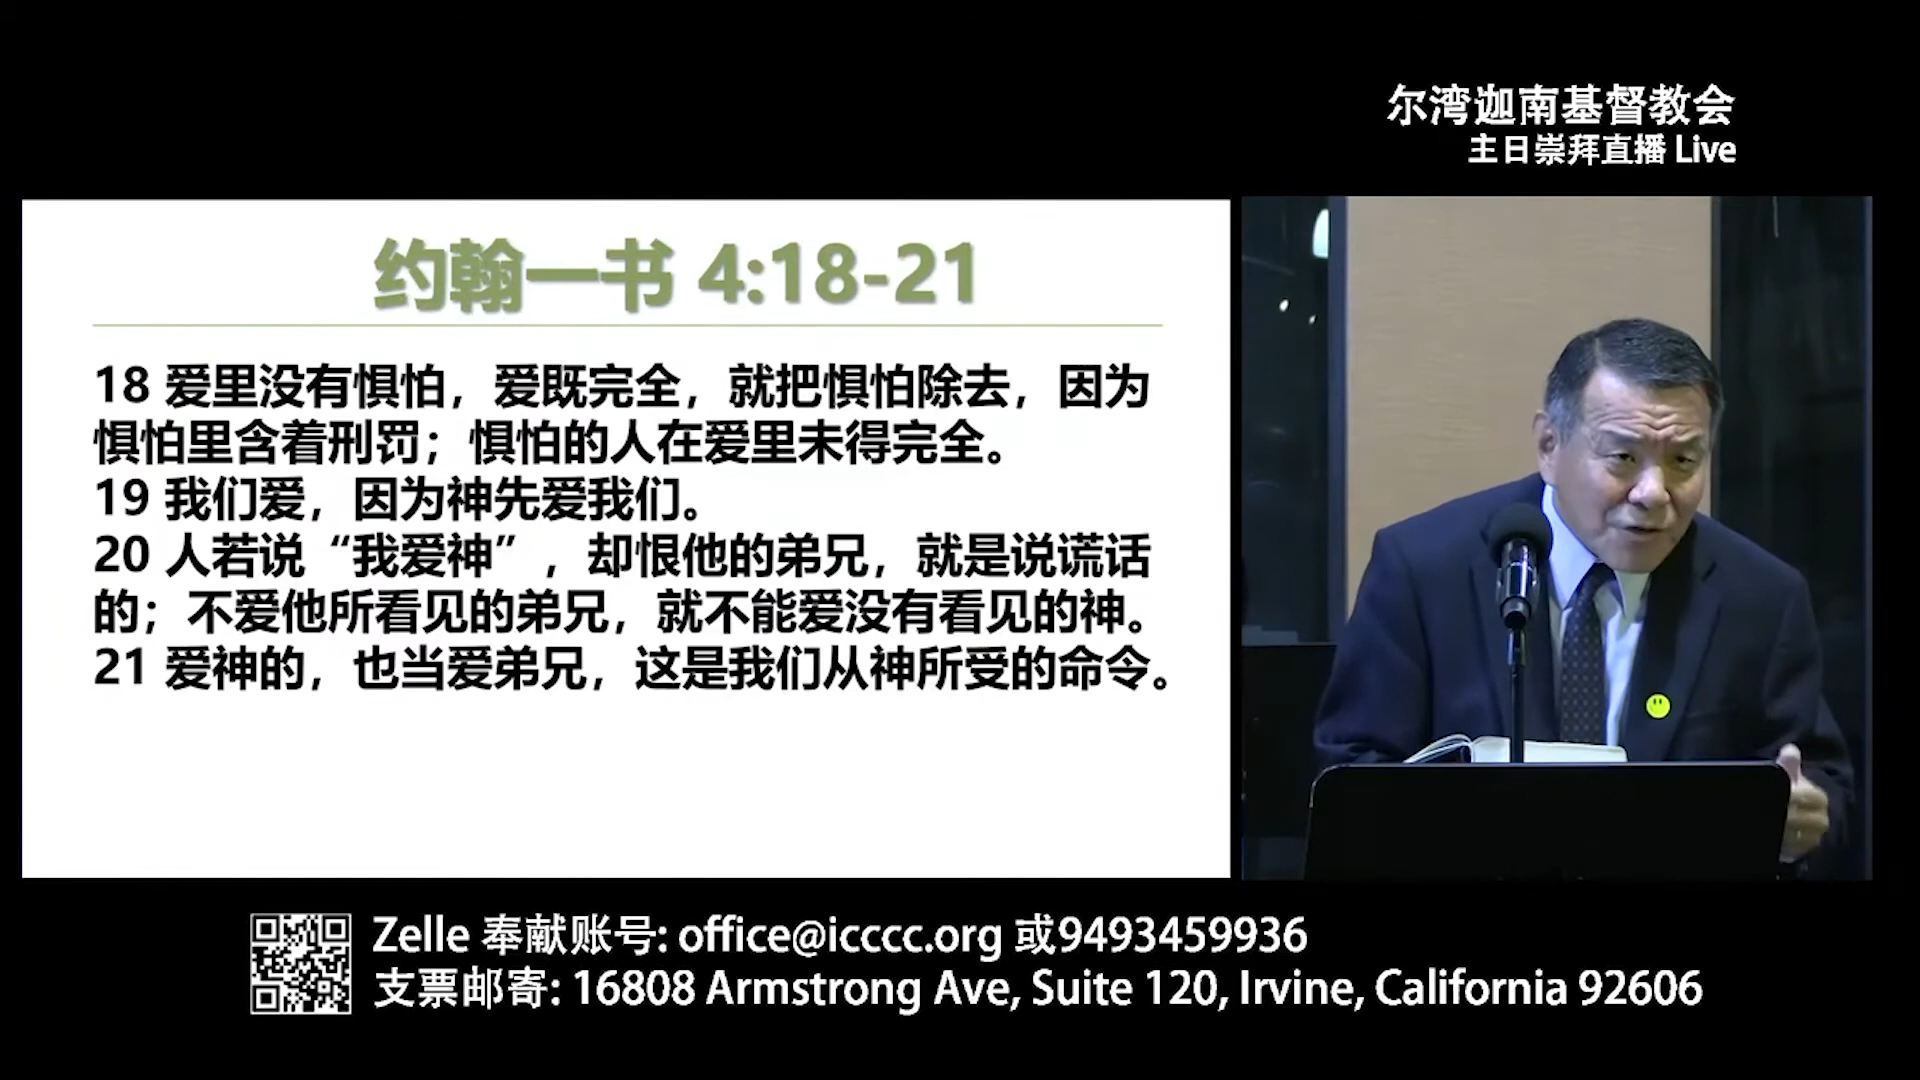 尔湾迦南基督教会
主日崇拜直播 Live
约翰一书 4:18-21
18 爱里没有惧怕，爱既完全，就把惧怕除去，因为
惧怕里含着刑罚；惧怕的人在爱里未得完全。
19 我们爱，因为神先爱我们。
20 人若说“我爱神”，却恨他的弟兄，就是说谎话
的；不爱他所看见的弟兄，就不能爱没有看见的神。
21 爱神的，也当爱弟兄，这是我们从神所受的命令。
Zelle 奉献账号: office@icccc.org 或9493459936
支票邮寄: 16808 Armstrong Ave, Suite 120, Irvine, California 92606